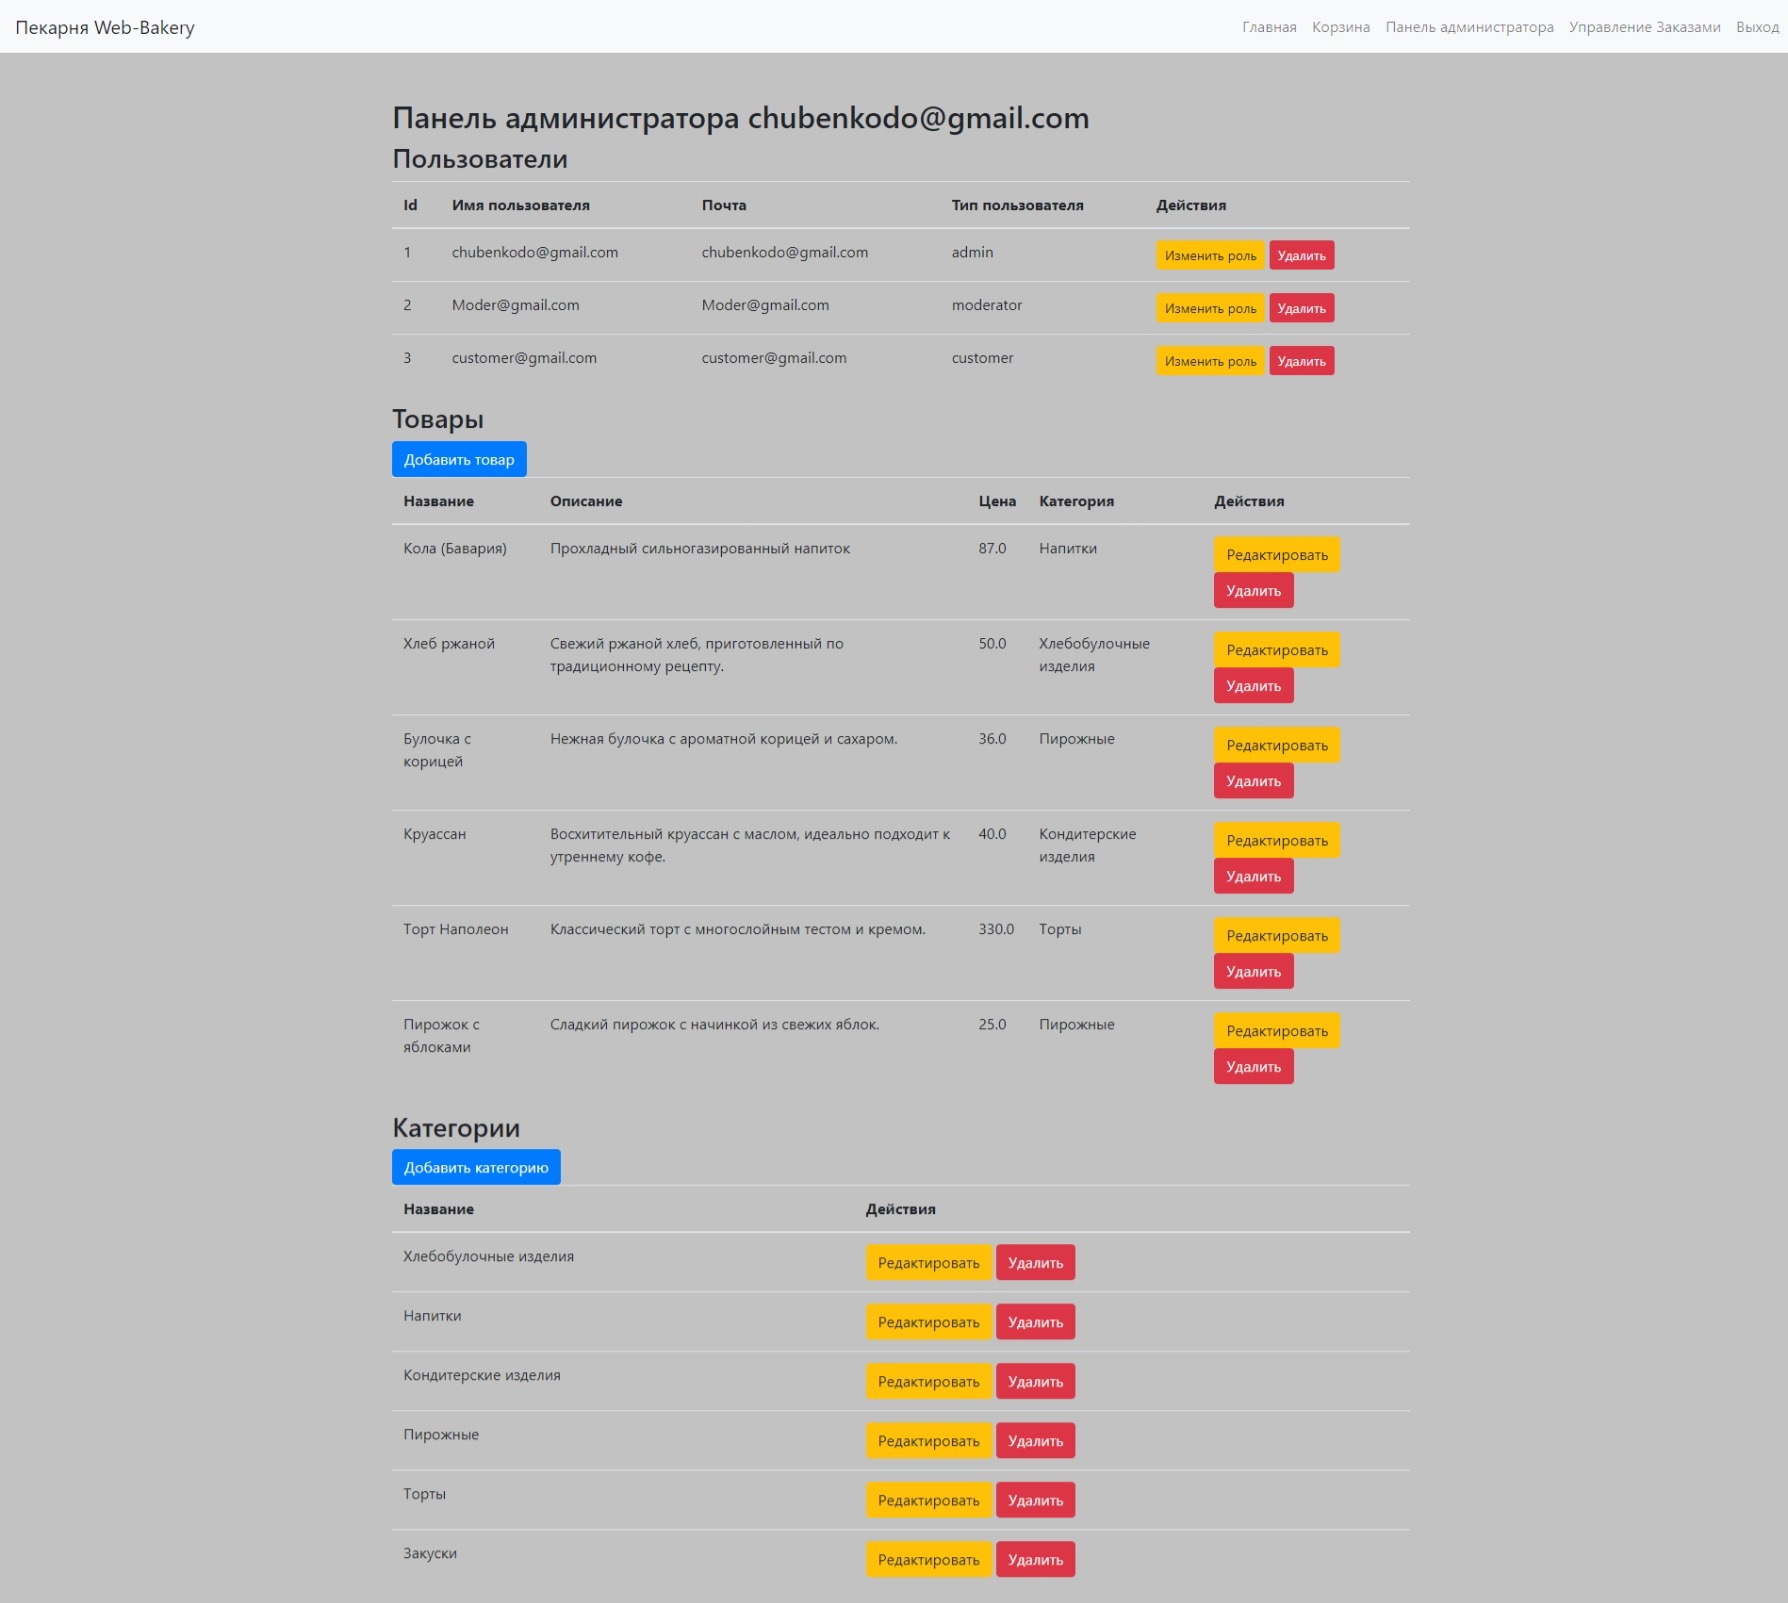 Пекарня Web-Bakery
Главная Корзина Панель администратора Управление Заказами Выход
Панель администратора chubenkodo@gmail.com
Пользователи
Id Имя пользователя Почта Тип пользователя Действия
1 chubenkodo@gmail.com chubenkodo@gmail.com admin Изменить роль Удалить
2 Moder@gmail.com Moder@gmail.com moderator Изменить роль Удалить
3 customer@gmail.com customer@gmail.com customer Изменить роль Удалить
Товары
Добавить товар
Название Описание Цена Категория Действия
Кола (Бавария) Прохладный сильногазированный напиток 87.0 Напитки Редактировать
Удалить
Хлеб ржаной Свежий ржаной хлеб, приготовленный по 50.0 Хлебобулочные Редактировать
традиционному рецепту. изделия
Удалить
Булочка с Нежная булочка с ароматной корицей и сахаром. 36.0 Пирожные Редактировать
корицей
Удалить
Круассан Восхитительный круассан с маслом, идеально подходит к 40.0 Кондитерские Редактировать
утреннему кофе. изделия
Удалить
Торт Наполеон Классический торт с многослойным тестом и кремом. 330.0 Торты Редактировать
Удалить
Пирожок с Сладкий пирожок с начинкой из свежих яблок. 25.0 Пирожные Редактировать
яблоками
Удалить
Категории
Добавить категорию
Название Действия
Хлебобулочные изделия Редактировать Удалить
Напитки Редактировать Удалить
Кондитерские изделия Редактировать Удалить
Пирожные Редактировать Удалить
Торты Редактировать Удалить
Закуски Редактировать Удалить